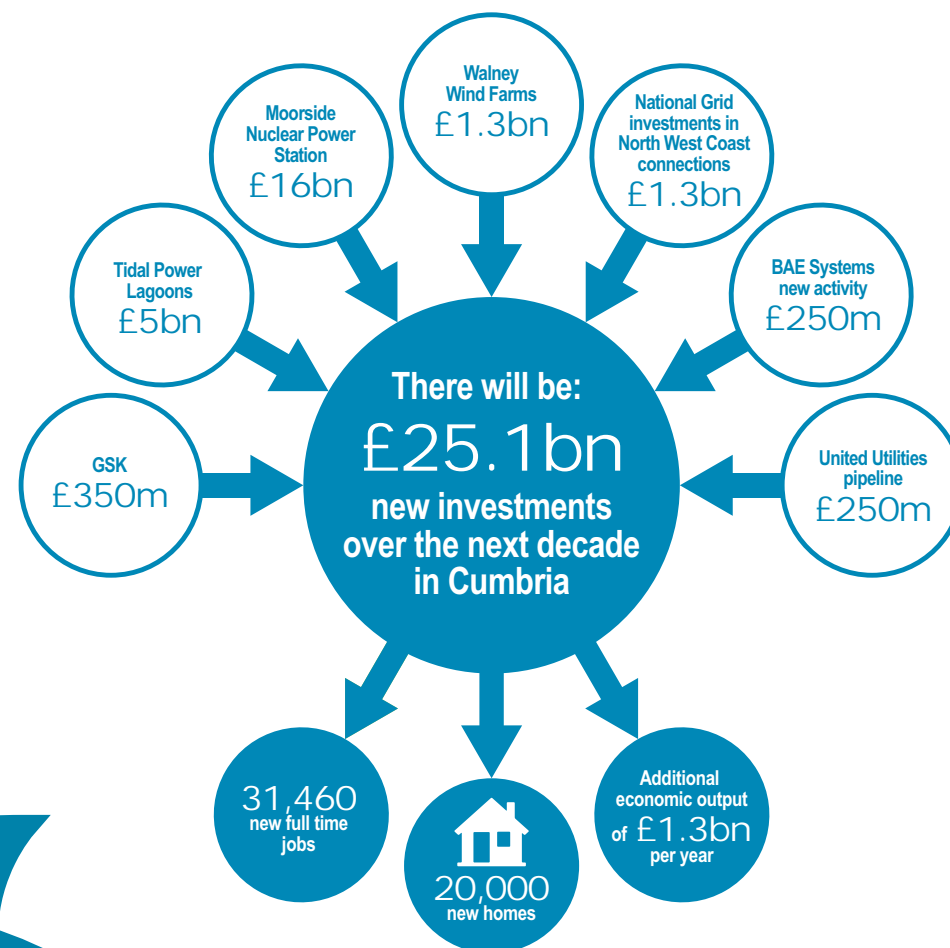 Walney
Wind Farms
£1.3bn
Moorside
Nuclear Power
Station
£16bn
National Grid
investments in
North West Coast
connections
£1.3bn
Tidal Power
Lagoons
£5bn
BAE Systems
new activity
£250m
GSK
£350m
United Utilities
pipeline
£250m
There will be:
£25.1bn
new investments
over the next decade
in Cumbria
31,460
new full time
jobs
20,000
new homes
Additional
economic output
of £1.3bn
per year